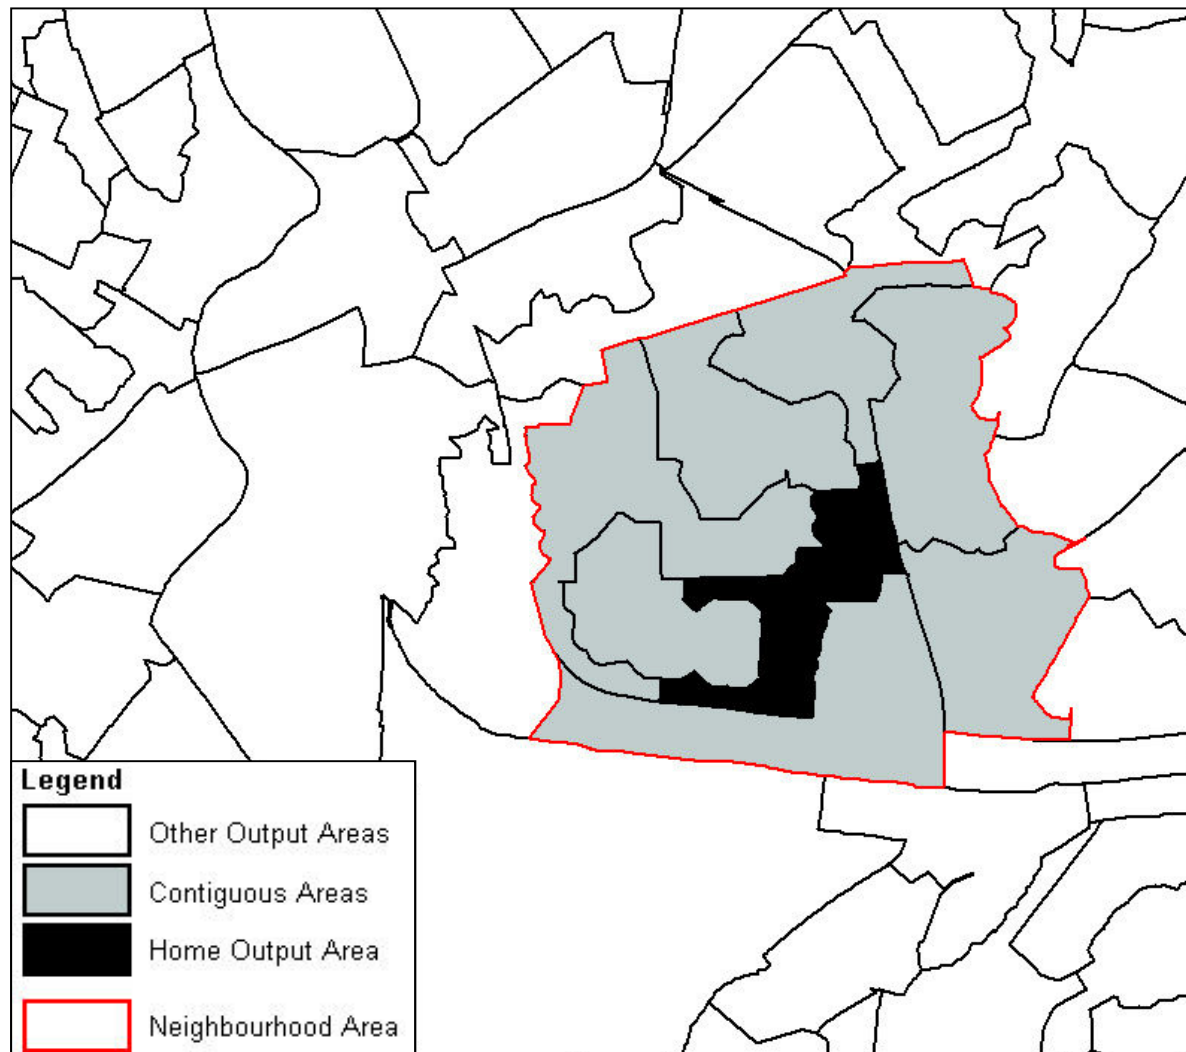 Legend
Other Output Areas
Contiguous Areas
Home Output Area
Neighbourhood Area